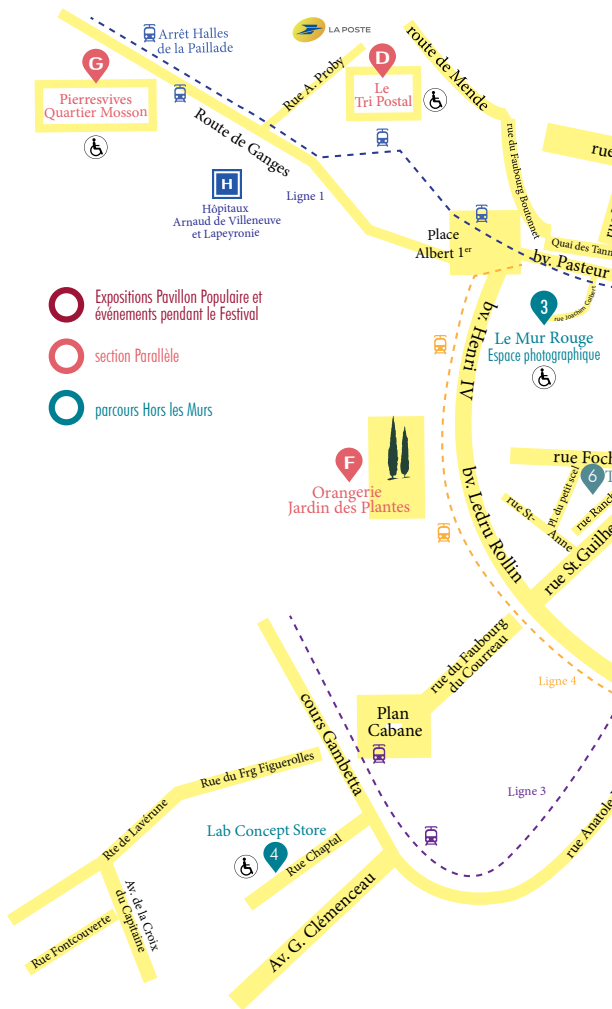 Arrêt Halles
de la Paillade
LA POSTE
route de Mende
G
Pierresvives
Quartier Mosson
Rue A. Proby
D
Le
Tri Postal
Route de Ganges
rue du Faubourg Boutonnet
rue
H
Hôpitaux
Arnaud de Villeneuve
et Lapeyronie
Ligne 1
Place
Albert 1er
Quai des Tann
bv. Pasteur
rue Joachim Colbert
3
Le Mur Rouge
Espace photographique
bv. Henri IV
Expositions Pavillon Populaire et
événements pendant le Festival
section Parallèle
parcours Hors les Murs
F
Orangerie
Jardin des Plantes
bv. Ledru Rollin
rue Foch
6
T
Pl. du petit scel
rue Ranch
rue St-
Anne
rue St.Guilhe
rue du Faubourg
du Courreau
Ligne 4
cours Gambetta
Plan
Cabane
Rue du Frg Figuerolles
Ligne 3
Rte de Lavérune
Lab Concept Store
4
Rue Chaptal
rue Anatole
Av. de la Croix
du Capitaine
Rue Fontcouverte
Av. G. Clémenceau